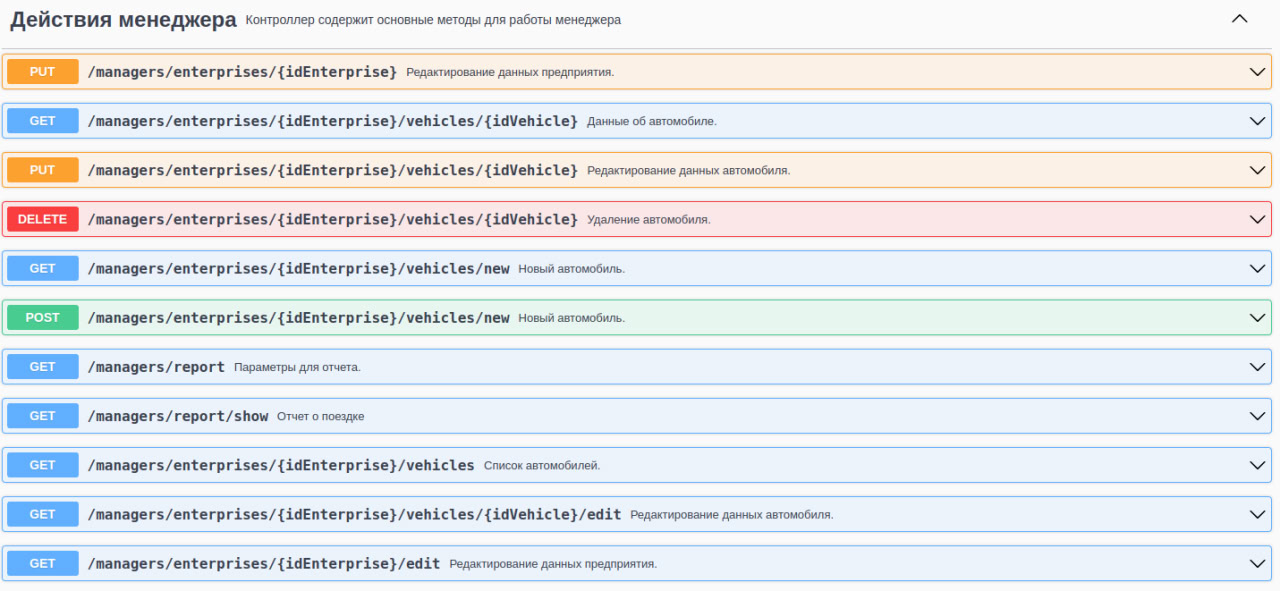 Действия менеджера Контроллер содержит основные методы для работы менеджера
PUT /managers/enterprises/{idEnterprise} Редактирование данных предприятия.
GET /managers/enterprises/{idEnterprise}/vehicles/{idVehicle} Данные об автомобиле.
PUT /managers/enterprises/{idEnterprise}/vehicles/{idVehicle} Редактирование данных автомобиля.
DELETE /managers/enterprises/{idEnterprise}/vehicles/{idVehicle} Удаление автомобиля.
GET /managers/enterprises/{idEnterprise}/vehicles/new Новый автомобиль.
POST /managers/enterprises/{idEnterprise}/vehicles/new Новый автомобиль.
GET /managers/report Параметры для отчета.
GET /managers/report/show Отчет о поездке
GET /managers/enterprises/{idEnterprise}/vehicles Список автомобилей.
GET /managers/enterprises/{idEnterprise}/vehicles/{idVehicle}/edit Редактирование данных автомобиля.
GET /managers/enterprises/{idEnterprise}/edit Редактирование данных предприятия.